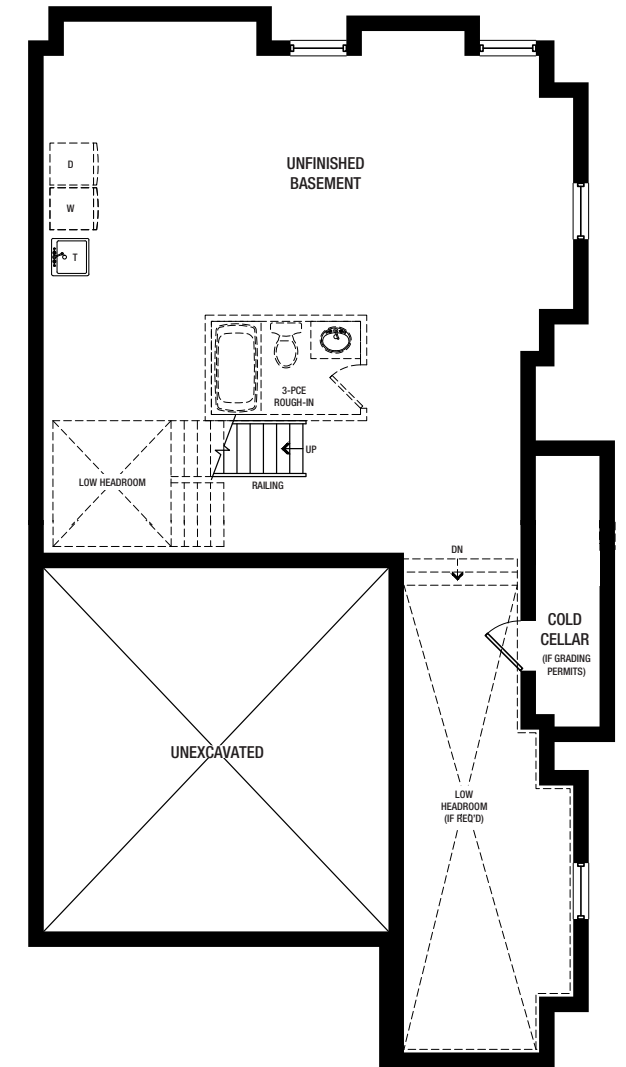 UNFINISHED
BASEMENT
D
W
T
3-PCE
ROUGH-IN
UP
LOW HEADROOM
RAILING
DN
COLD
CELLAR
(IF GRADING
PERMITS)
UNEXCAVATED
LOW
HEADROOM
(IF REQ'D)